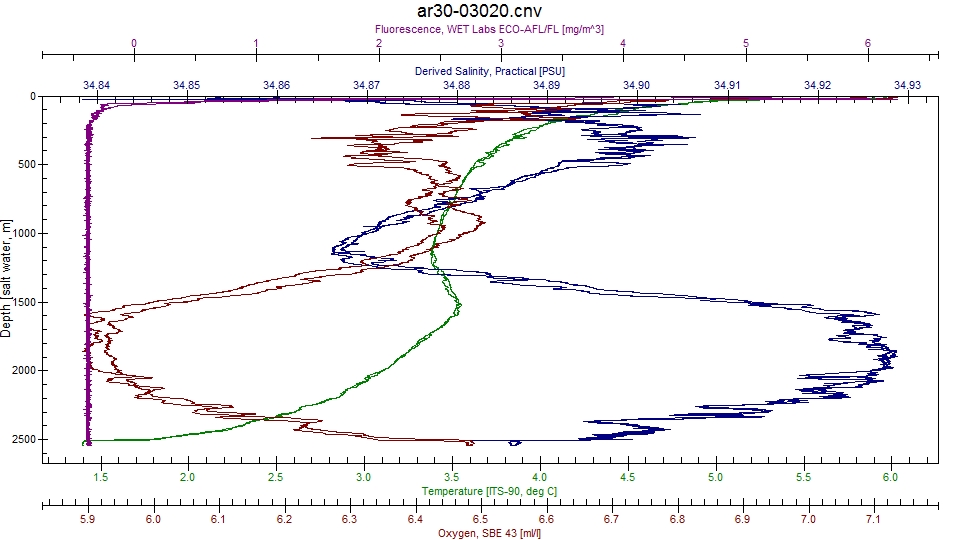 ar30-03020.cnv
Fluorescence, WET Labs ECO-AFL/FL [mg/m^3]
0 1 2 3 4 5 6
Derived Salinity, Practical [PSU]
34.84 34.85 34.86 34.87 34.88 34.89 34.90 34.91 34.92 34.93
Depth [salt water, m]
0
500
1000
1500
2000
2500
1.5 2.0 2.5 3.0 3.5 4.0 4.5 5.0 5.5 6.0
Temperature [ITS-90, deg C]
5.9 6.0 6.1 6.2 6.3 6.4 6.5 6.6 6.7 6.8 6.9 7.0 7.1
Oxygen, SBE 43 [ml/l]